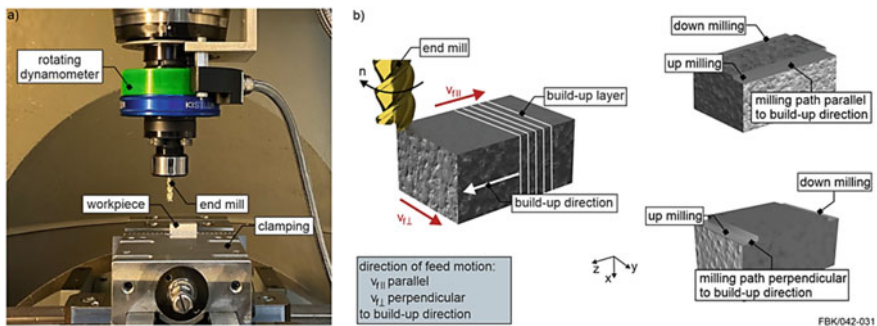 a)
rotating
dynamometer
KISTLER
end mill
workpiece
clamping
b)
end mill
n
vf||
build-up layer
build-up direction
vf⊥
direction of feed motion:
vf|| parallel
vf⊥ perpendicular
to build-up direction
z
x
y
down milling
up milling
milling path parallel
to build-up direction
down milling
up milling
milling path perpendicular
to build-up direction
FBK/042-031